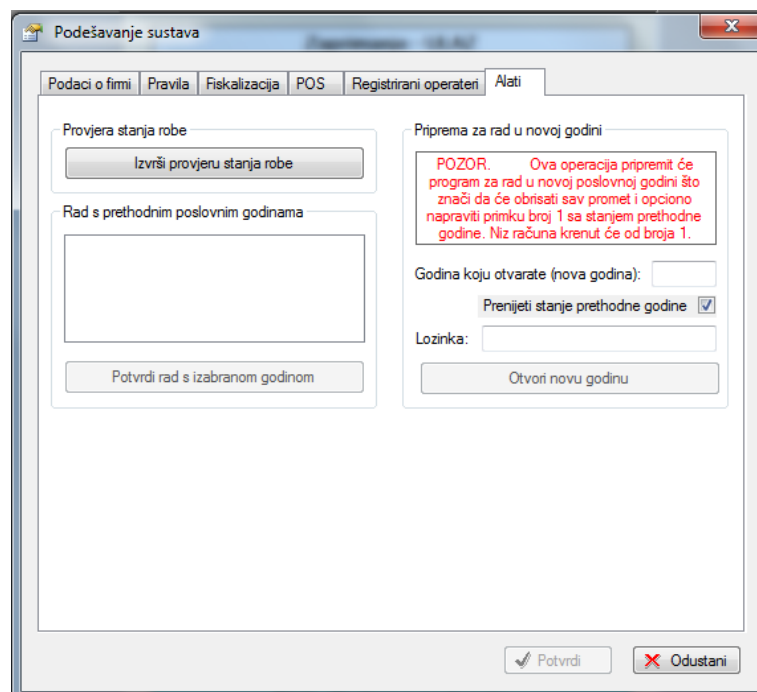 Podešavanje sustava
Podaci o firmi
Pravila
Fiskalizacija
POS
Registrirani operateri
Alati
Provjera stanja robe
Izvrši provjeru stanja robe
Rad s prethodnim poslovnim godinama
Potvrdi rad s izabranom godinom
Priprema za rad u novoj godini
POZOR. Ova operacija pripremit će
program za rad u novoj poslovnoj godini što
znači da će obrisati sav promet i opciono
napraviti primku broj 1 sa stanjem prethodne
godine. Niz računa krenut će od broja 1.
Godina koju otvarate (nova godina):
Prenijeti stanje prethodne godine
Lozinka:
Otvori novu godinu
Potvrdi
Odustani